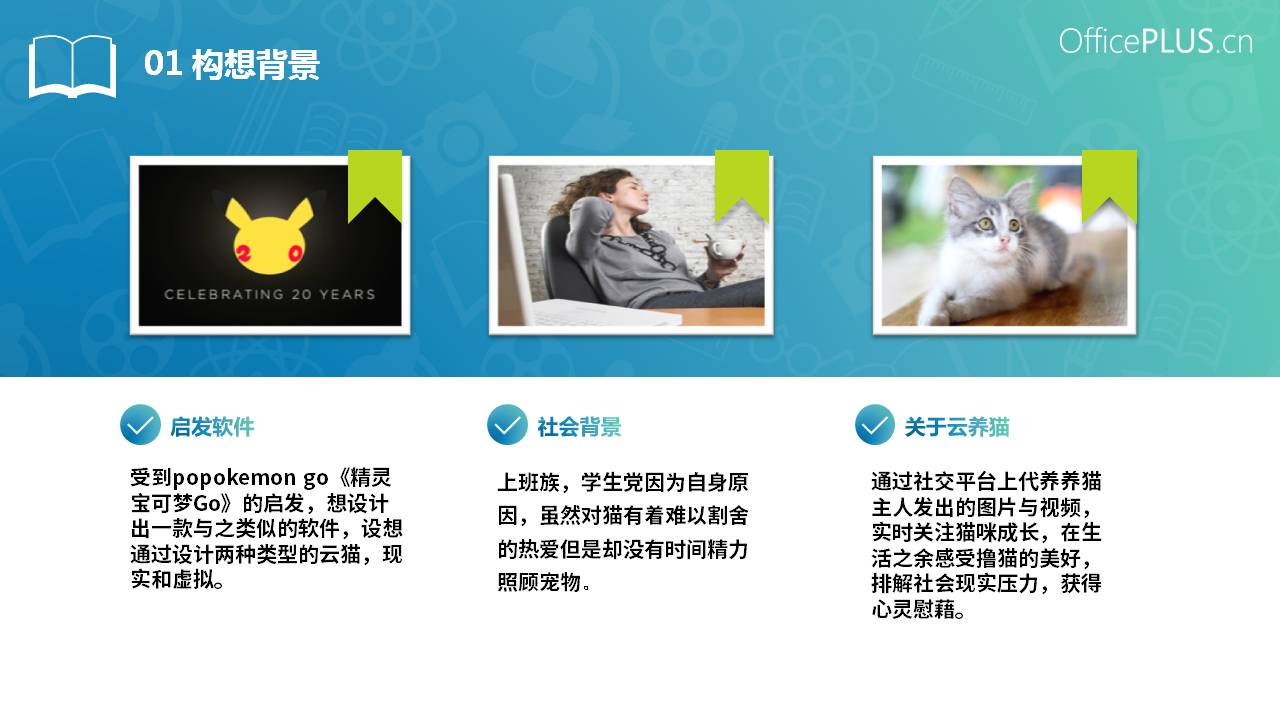 01 构想背景
OfficePLUS.cn
20
CELEBRATING 20 YEARS
启发软件
受到popokemon go《精灵
宝可梦Go》的启发，想设计
出一款与之类似的软件，设想
通过设计两种类型的云猫，现
实和虚拟。
社会背景
上班族，学生党因为自身原
因，虽然对猫有着难以割舍
的热爱但是却没有时间精力
照顾宠物。
关于云养猫
通过社交平台上代养养猫
主人发出的图片与视频，
实时关注猫咪成长，在生
活之余感受撸猫的美好，
排解社会现实压力，获得
心灵慰藉。